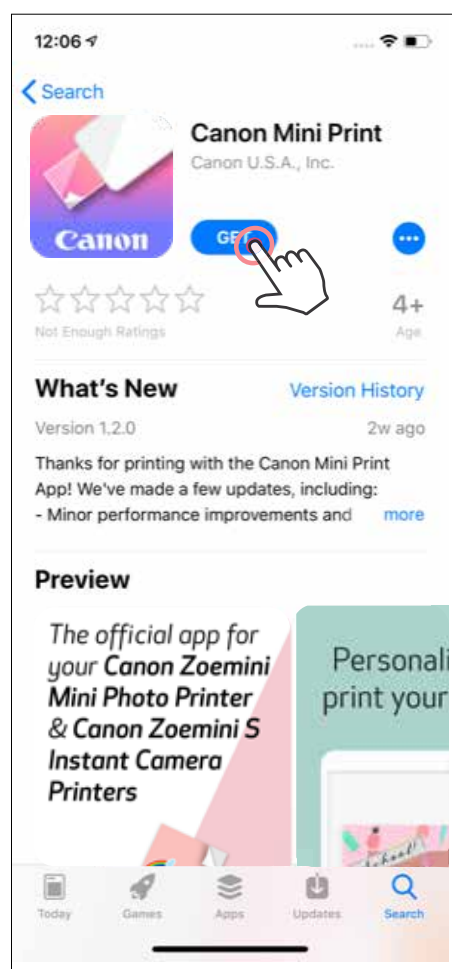 12:06
Search
Canon Mini Print
Canon U.S.A., Inc.
Canon
GET
4+
Not Enough Ratings
Age
What's New
Version History
Version 1.2.0
2w ago
Thanks for printing with the Canon Mini Print
App! We've made a few updates, including:
- Minor performance improvements and
more
Preview
The official app for
your Canon Zoemini
Mini Photo Printer
& Canon Zoemini S
Instant Camera
Printers
Personali
print your
school!
Today
Games
Apps
Updates
Search